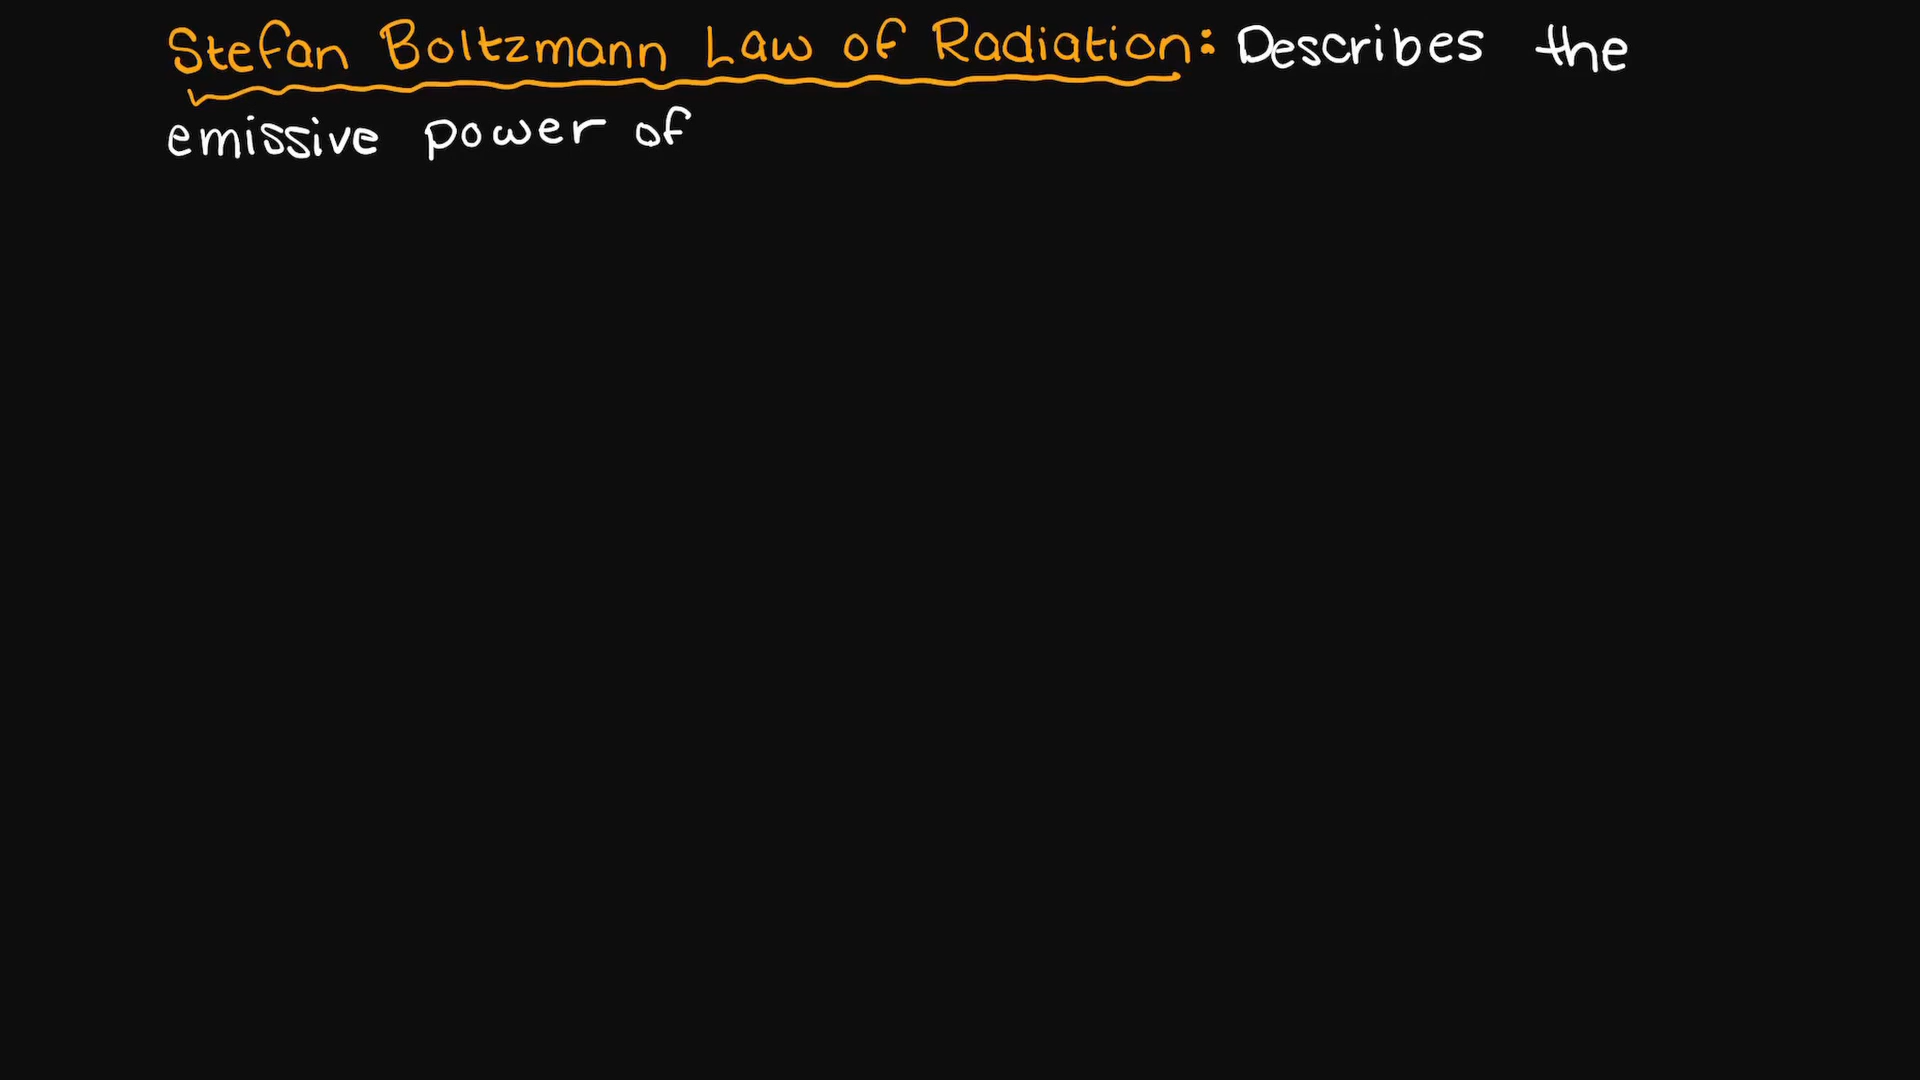 Stefan Boltzmann Law of Radiation: Describes the
emissive power of